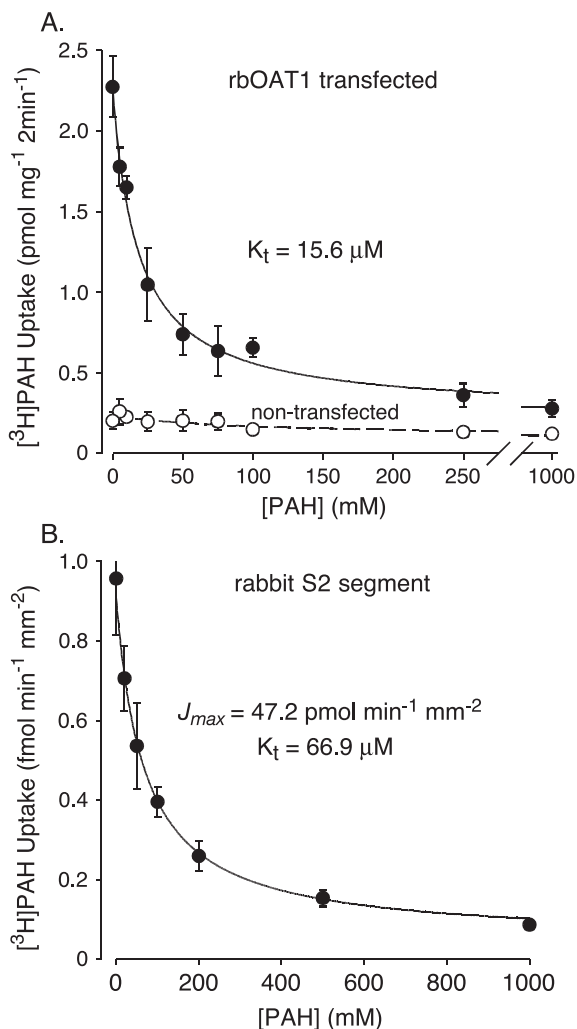 A.
2.5
rbOAT1 transfected
2.0
1.5
Kt = 15.6 μM
1.0
0.5
non-transfected
0
0 50 100 150 200 250 1000
[PAH] (mM)
[³H]PAH Uptake (pmol mg⁻¹ 2min⁻¹)
B.
1.0
rabbit S2 segment
0.8
Jmax = 47.2 pmol min⁻¹ mm⁻²
0.6
Kt = 66.9 μM
0.4
0.2
0
0 200 400 600 800 1000
[PAH] (mM)
[³H]PAH Uptake (fmol min⁻¹ mm⁻²)